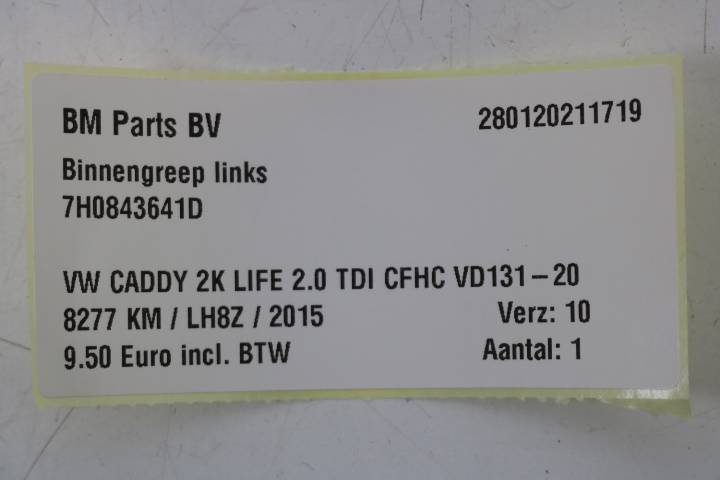 BM Parts BV 280120211719
Binnengreep links
7H0843641D
VW CADDY 2K LIFE 2.0 TDI CFHC VD131-20
8277 KM / LH8Z / 2015 Verz: 10
9.50 Euro incl. BTW Aantal: 1